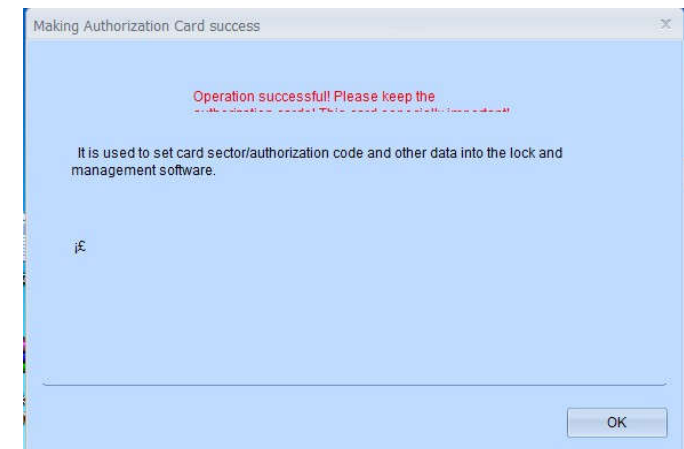 Making Authorization Card success
Operation successful! Please keep the
It is used to set card sector/authorization code and other data into the lock and
management software.
¡£
OK